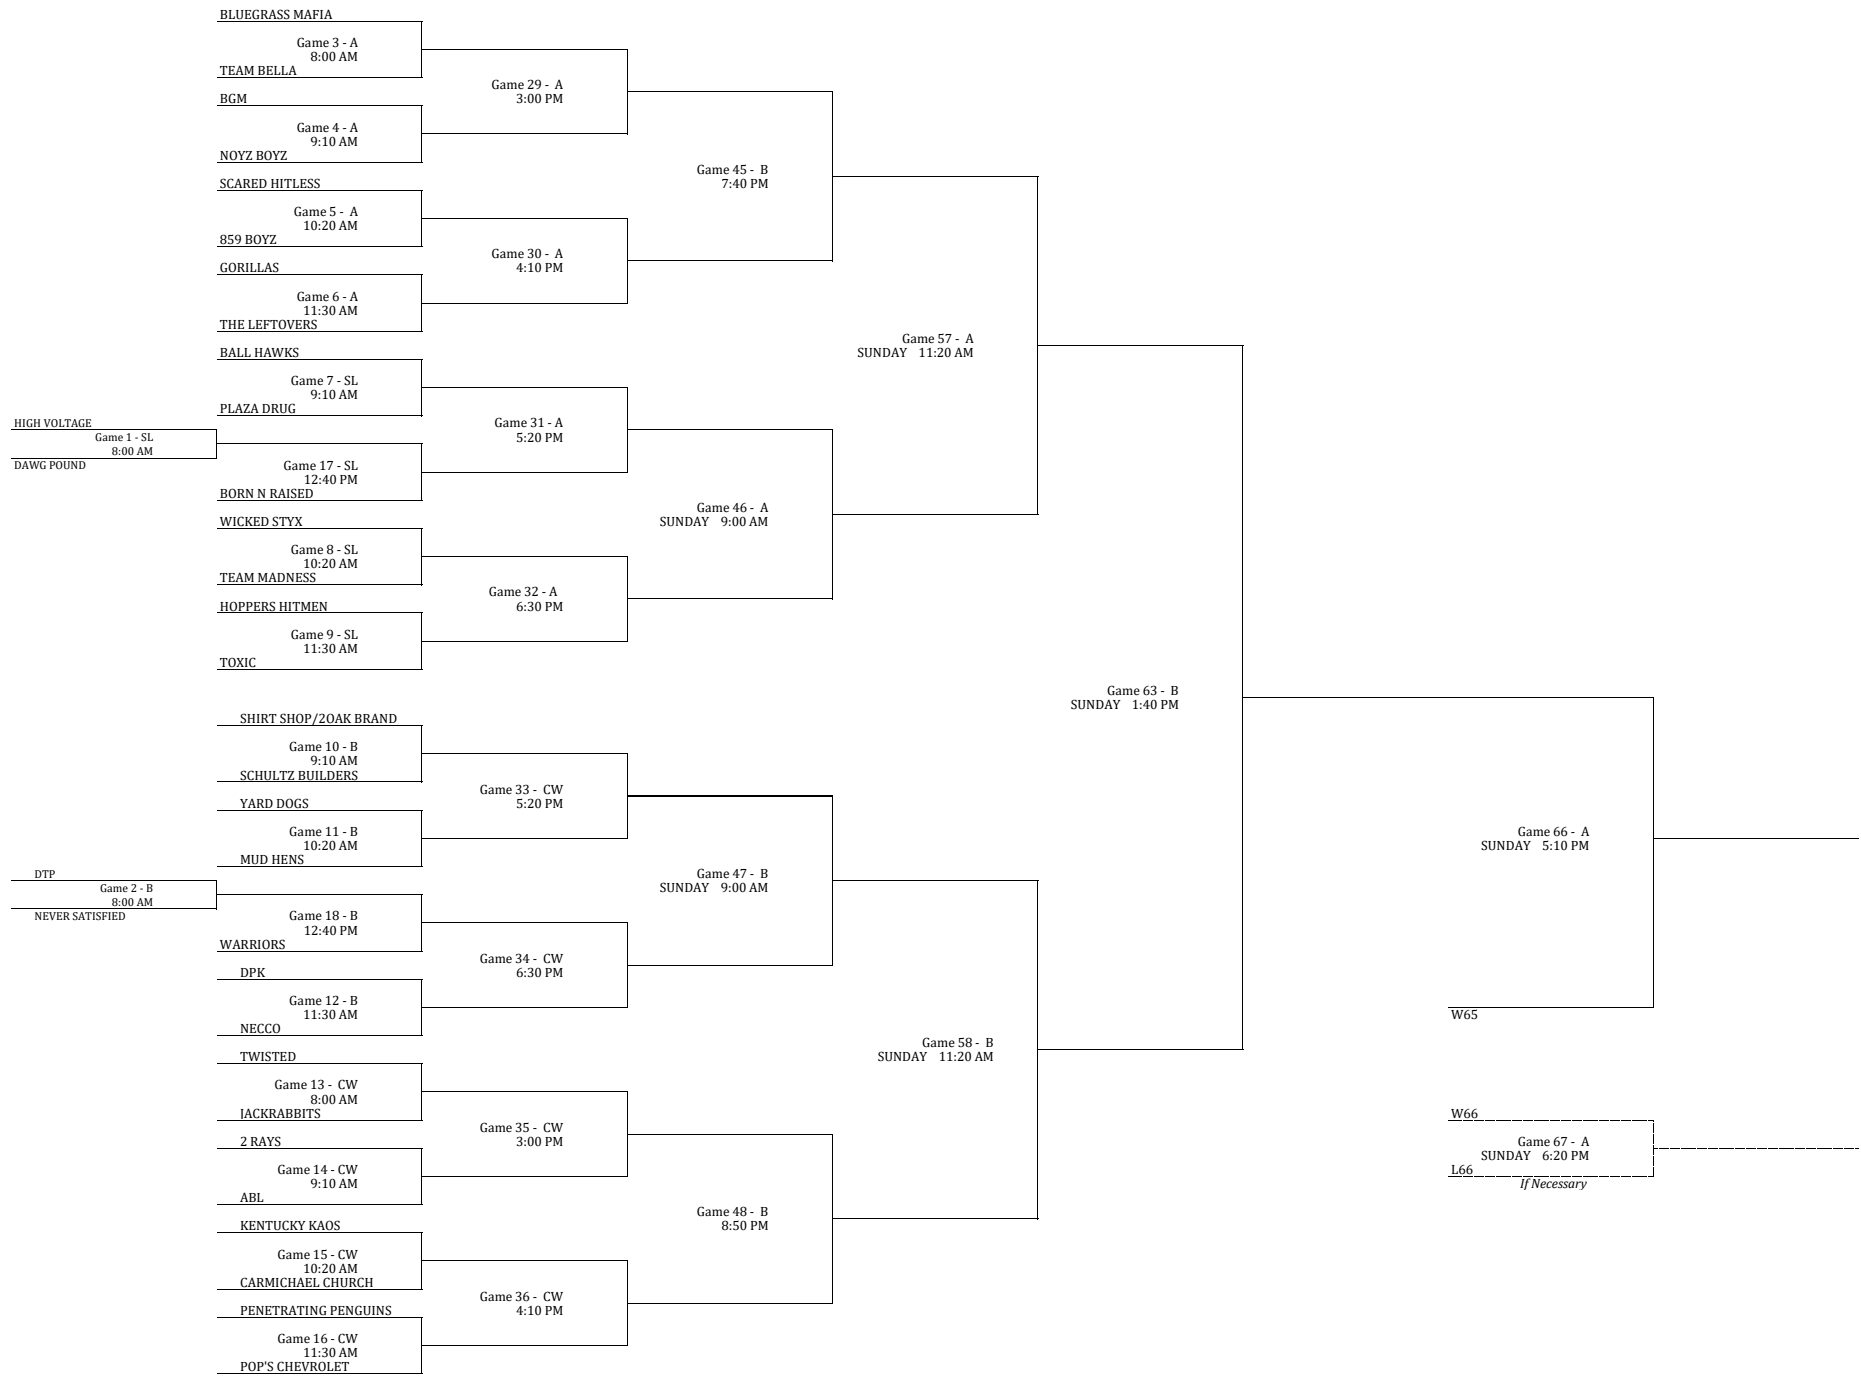 BLUEGRASS MAFIA
Game 3 - A
8:00 AM
TEAM BELLA
Game 29 - A
3:00 PM
BGM
Game 4 - A
9:10 AM
NOYZ BOYZ
Game 45 - B
7:40 PM
SCARED HITLESS
Game 5 - A
10:20 AM
859 BOYZ
Game 30 - A
4:10 PM
GORILLAS
Game 6 - A
11:30 AM
THE LEFTOVERS
Game 57 - A
SUNDAY 11:20 AM
BALL HAWKS
Game 7 - SL
9:10 AM
PLAZA DRUG
Game 31 - A
5:20 PM
HIGH VOLTAGE
Game 1 - SL
8:00 AM
DAWG POUND
Game 17 - SL
12:40 PM
BORN N RAISED
Game 46 - A
SUNDAY 9:00 AM
WICKED STYX
Game 8 - SL
10:20 AM
TEAM MADNESS
Game 32 - A
6:30 PM
HOPPERS HITMEN
Game 9 - SL
11:30 AM
TOXIC
Game 63 - B
SUNDAY 1:40 PM
SHIRT SHOP/2OAK BRAND
Game 10 - B
9:10 AM
SCHULTZ BUILDERS
Game 33 - CW
5:20 PM
YARD DOGS
Game 11 - B
10:20 AM
MUD HENS
Game 66 - A
SUNDAY 5:10 PM
DTP
Game 2 - B
8:00 AM
NEVER SATISFIED
Game 47 - B
SUNDAY 9:00 AM
Game 18 - B
12:40 PM
WARRIORS
Game 34 - CW
6:30 PM
DPK
Game 12 - B
11:30 AM
NECCO
W65
Game 58 - B
SUNDAY 11:20 AM
TWISTED
Game 13 - CW
8:00 AM
JACKRABBITS
Game 35 - CW
3:00 PM
W66
Game 67 - A
SUNDAY 6:20 PM
L66
If Necessary
2 RAYS
Game 14 - CW
9:10 AM
ABL
Game 48 - B
8:50 PM
KENTUCKY KAOS
Game 15 - CW
10:20 AM
CARMICHAEL CHURCH
Game 36 - CW
4:10 PM
PENETRATING PENGUINS
Game 16 - CW
11:30 AM
POP'S CHEVROLET